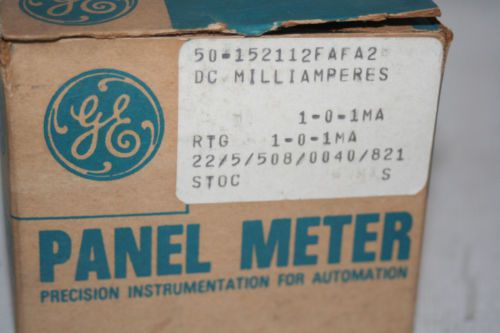 50-152112FAFA2
DC MILLIAMPERES
1-0-1MA
RTG 1-0-1MA
22/5/508/0040/821
STOC S
GE
PANEL METER
PRECISION INSTRUMENTATION FOR AUTOMATION